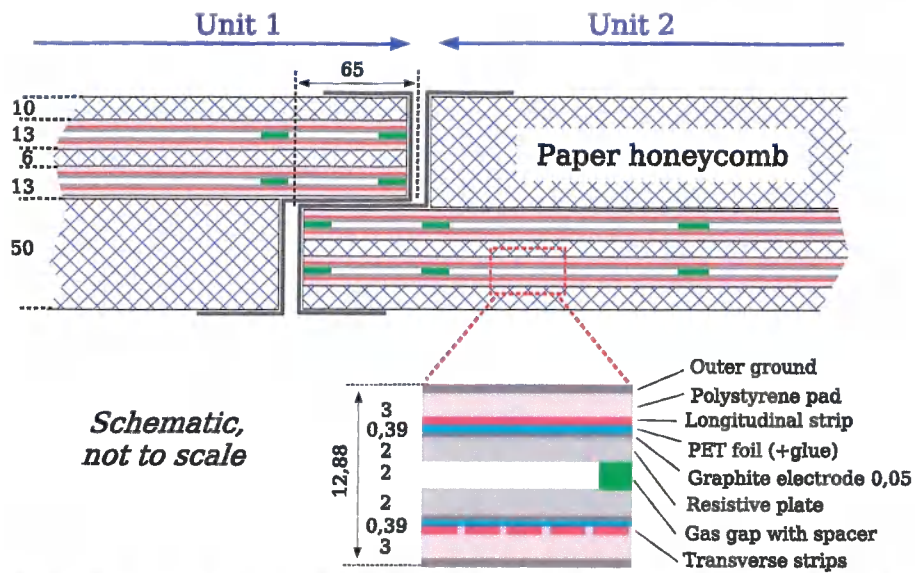 Unit 1
Unit 2
65
10
13
6
13
50
Paper honeycomb
Schematic,
not to scale
12,88
3
0,39
2
2
2
0,39
3
Outer ground
Polystyrene pad
Longitudinal strip
PET foil (+glue)
Graphite electrode 0,05
Resistive plate
Gas gap with spacer
Transverse strips